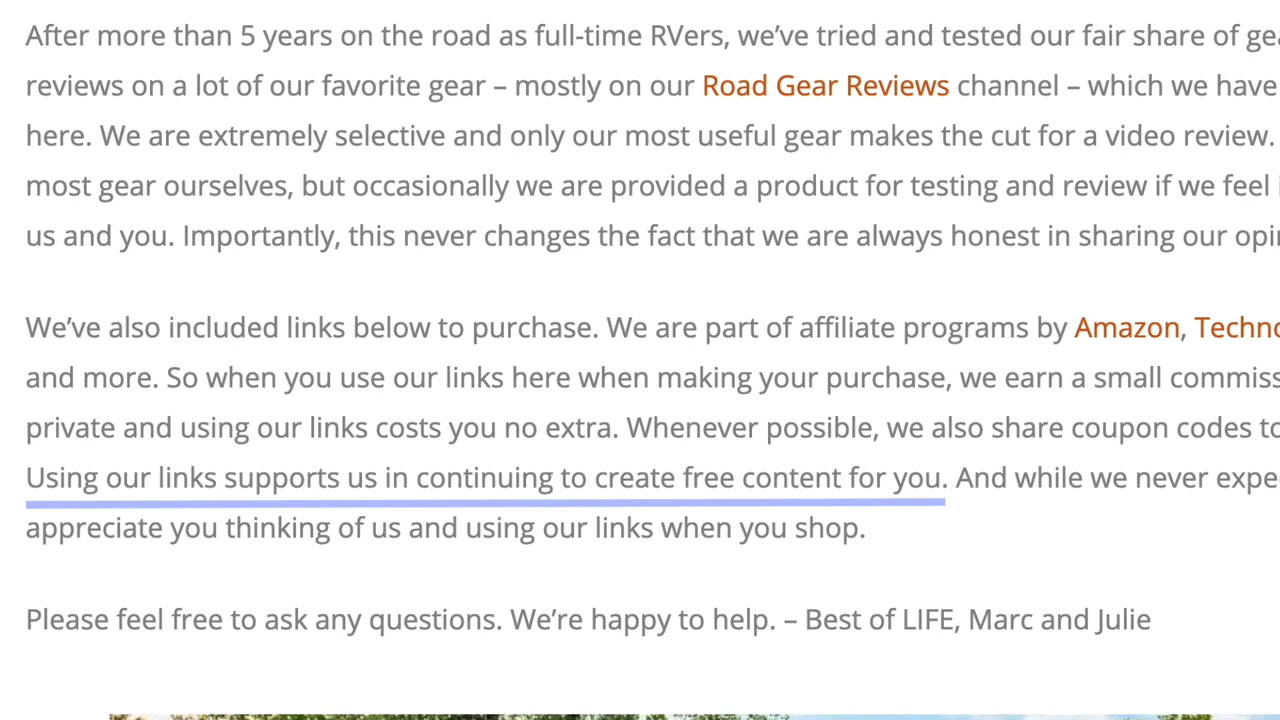 After more than 5 years on the road as full-time RVers, we’ve tried and tested our fair share of
reviews on a lot of our favorite gear – mostly on our Road Gear Reviews channel – which we have
here. We are extremely selective and only our most useful gear makes the cut for a video review.
most gear ourselves, but occasionally we are provided a product for testing and review if we feel
us and you. Importantly, this never changes the fact that we are always honest in sharing our
We’ve also included links below to purchase. We are part of affiliate programs by Amazon,
and more. So when you use our links here when making your purchase, we earn a small
private and using our links costs you no extra. Whenever possible, we also share coupon codes
Using our links supports us in continuing to create free content for you. And while we never
appreciate you thinking of us and using our links when you shop.
Please feel free to ask any questions. We’re happy to help. – Best of LIFE, Marc and Julie